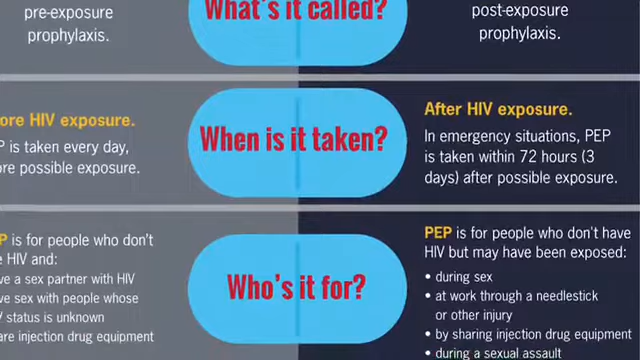 pre-exposure
prophylaxis.
What's it called?
post-exposure
prophylaxis.
HIV exposure.
is taken every day,
possible exposure.
When is it taken?
After HIV exposure.
In emergency situations, PEP
is taken within 72 hours (3
days) after possible exposure.
is for people who don't
HIV and:
a sex partner with HIV
sex with people whose
status is unknown
injection drug equipment
Who's it for?
PEP is for people who don't have
HIV but may have been exposed:
• during sex
• at work through a needlestick
or other injury
• by sharing injection drug equipment
• during a sexual assault